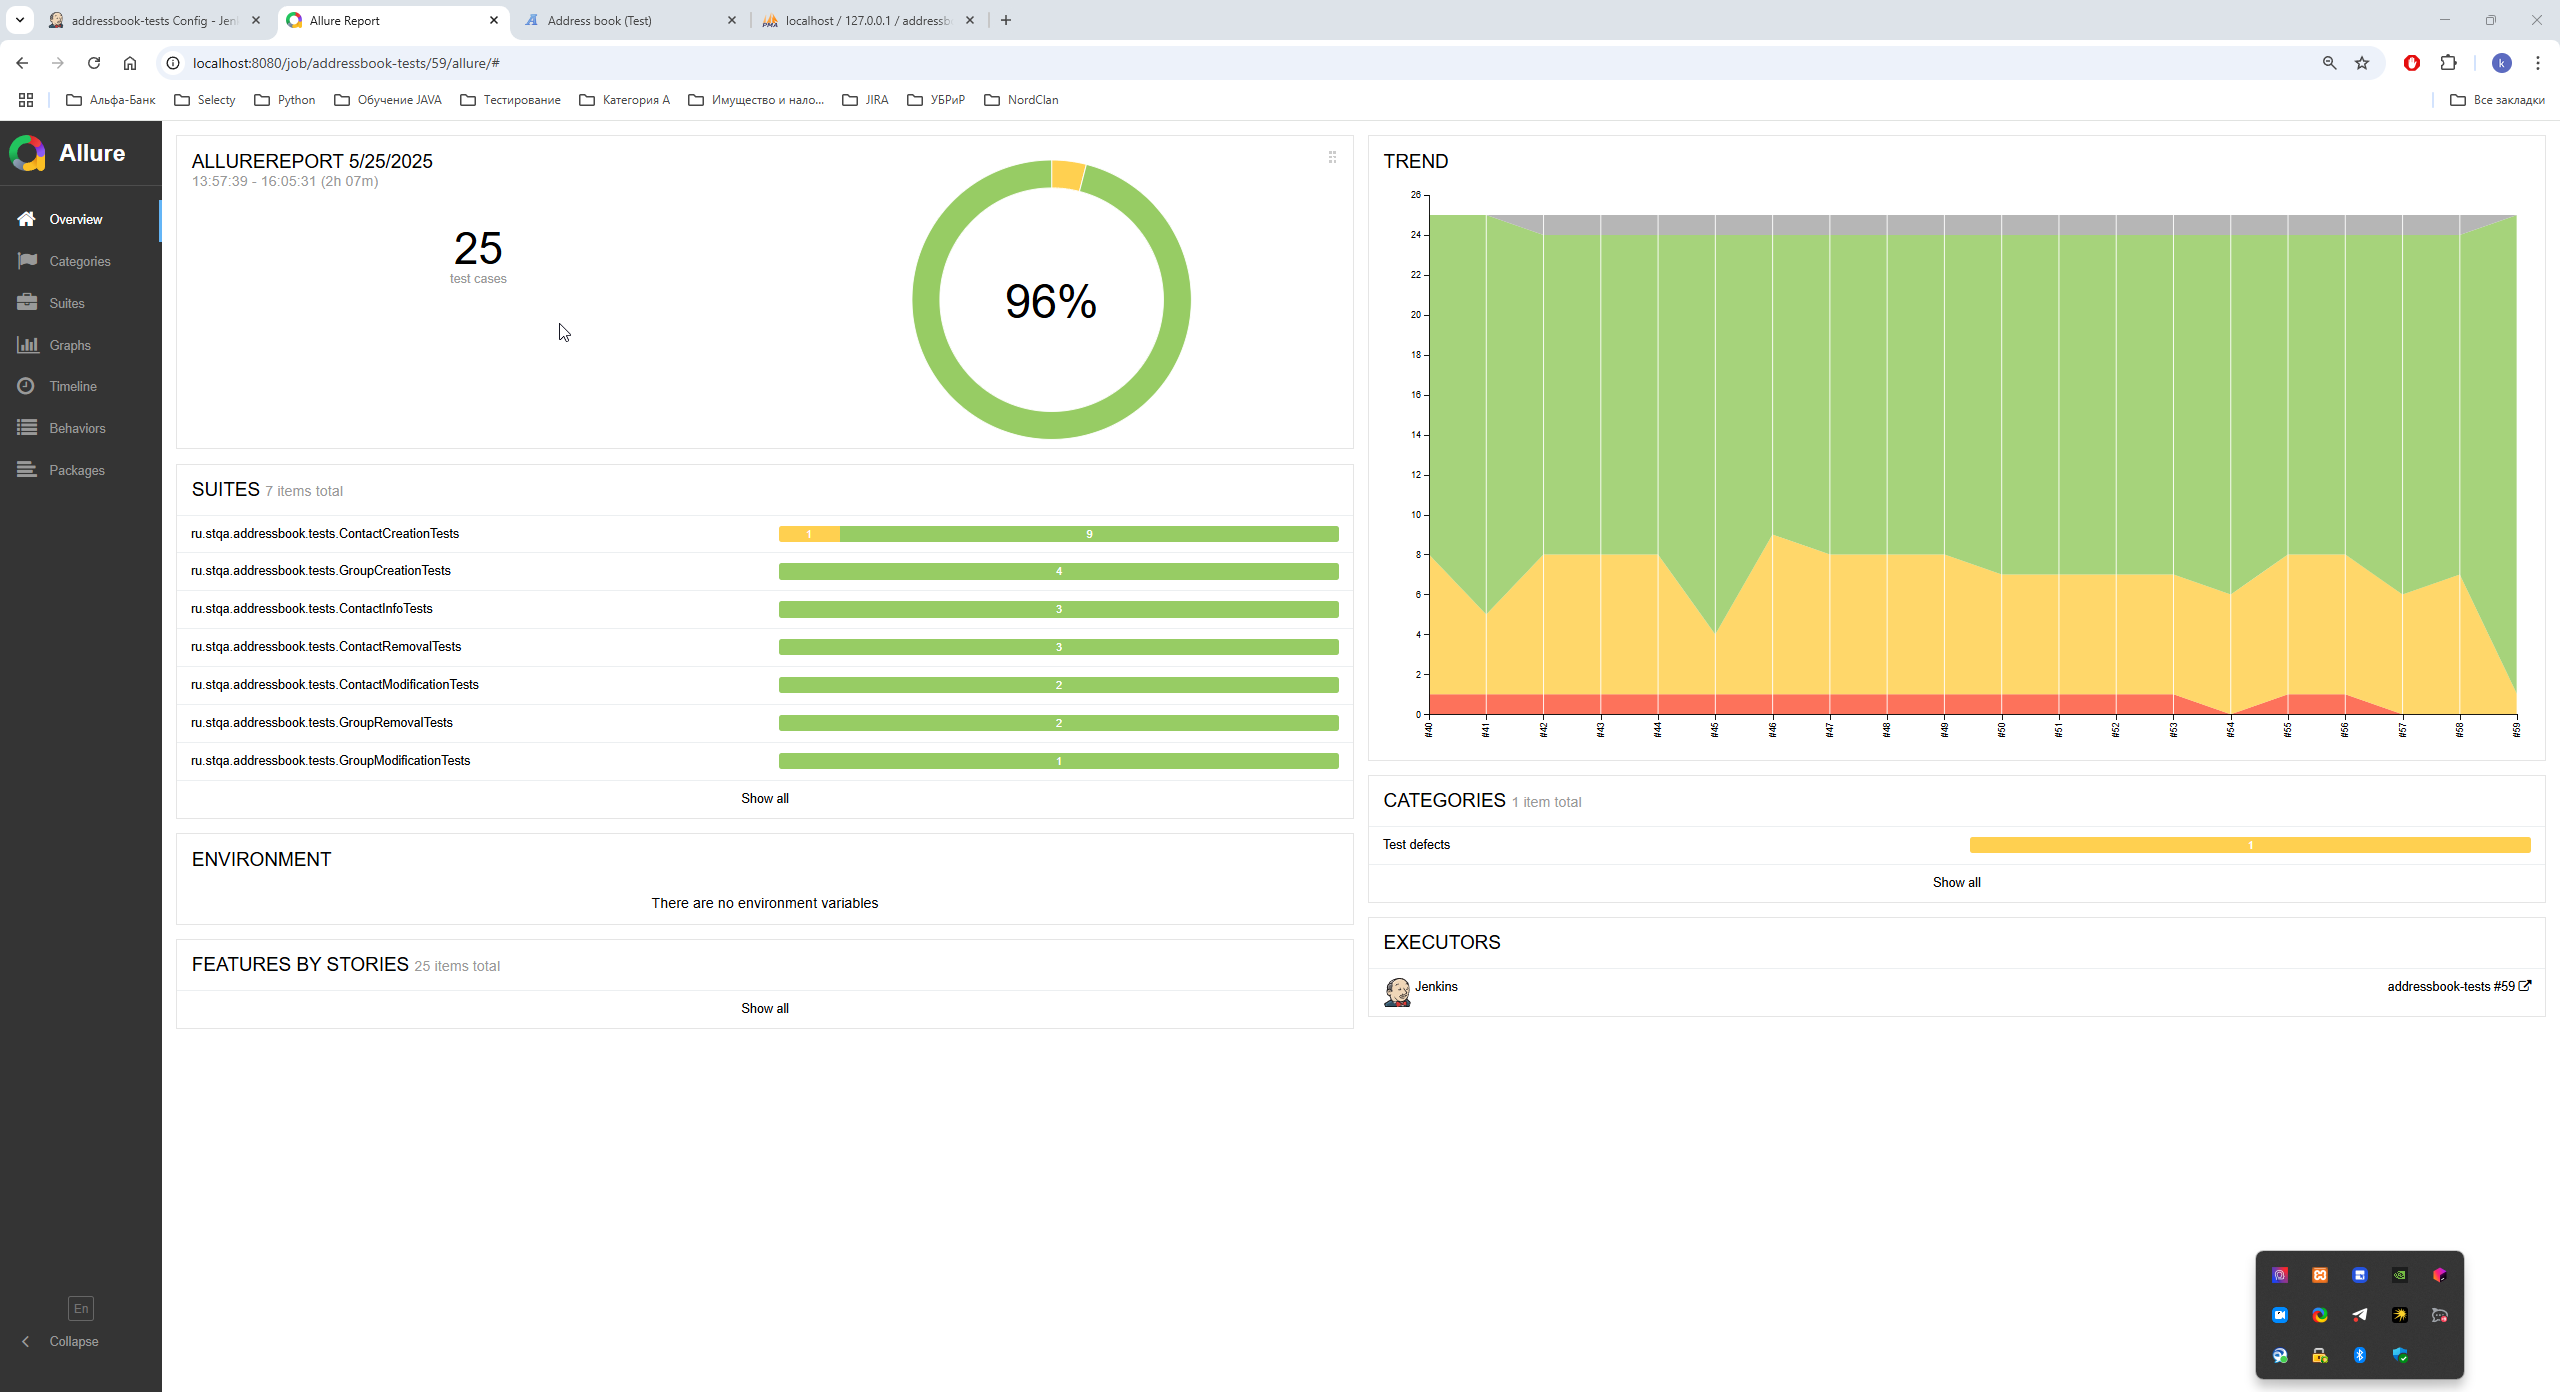 addressbook-tests Config - Jen
Allure Report
Address book (Test)
localhost / 127.0.0.1 / addressb
localhost:8080/job/addressbook-tests/59/allure/#
k
Альфа-Банк
Selecty
Python
Обучение JAVA
Тестирование
Категория А
Имущество и нало...
JIRA
УБРиР
NordClan
Все закладки
Allure
Overview
Categories
Suites
Graphs
Timeline
Behaviors
Packages
En
Collapse
ALLUREREPORT 5/25/2025
13:57:39 - 16:05:31 (2h 07m)
25
test cases
96%
SUITES 7 items total
ru.stqa.addressbook.tests.ContactCreationTests 1 9
ru.stqa.addressbook.tests.GroupCreationTests 4
ru.stqa.addressbook.tests.ContactInfoTests 3
ru.stqa.addressbook.tests.ContactRemovalTests 3
ru.stqa.addressbook.tests.ContactModificationTests 2
ru.stqa.addressbook.tests.GroupRemovalTests 2
ru.stqa.addressbook.tests.GroupModificationTests 1
Show all
ENVIRONMENT
There are no environment variables
FEATURES BY STORIES 25 items total
Show all
TREND
26
24
22
20
18
16
14
12
10
8
6
4
2
0
#40 #41 #42 #43 #44 #45 #46 #47 #48 #49 #50 #51 #52 #53 #54 #55 #56 #57 #58 #59
CATEGORIES 1 item total
Test defects 1
Show all
EXECUTORS
Jenkins addressbook-tests #59